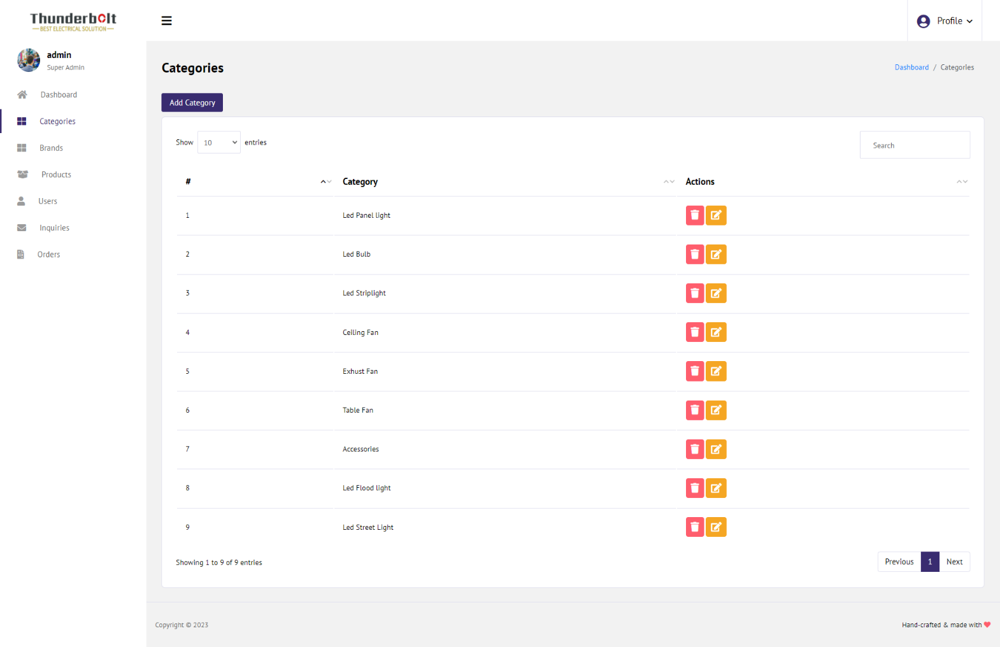 Thunderbolt
BEST ELECTRICAL SOLUTION
Profile
admin
Super Admin
Dashboard
Categories
Brands
Products
Users
Inquiries
Orders
Categories
Dashboard / Categories
Add Category
Show 10 entries
Search
# Category Actions
1 Led Panel light
2 Led Bulb
3 Led Striplight
4 Ceiling Fan
5 Exhust Fan
6 Table Fan
7 Accessories
8 Led Flood light
9 Led Street Light
Showing 1 to 9 of 9 entries
Previous 1 Next
Copyright © 2023
Hand-crafted & made with